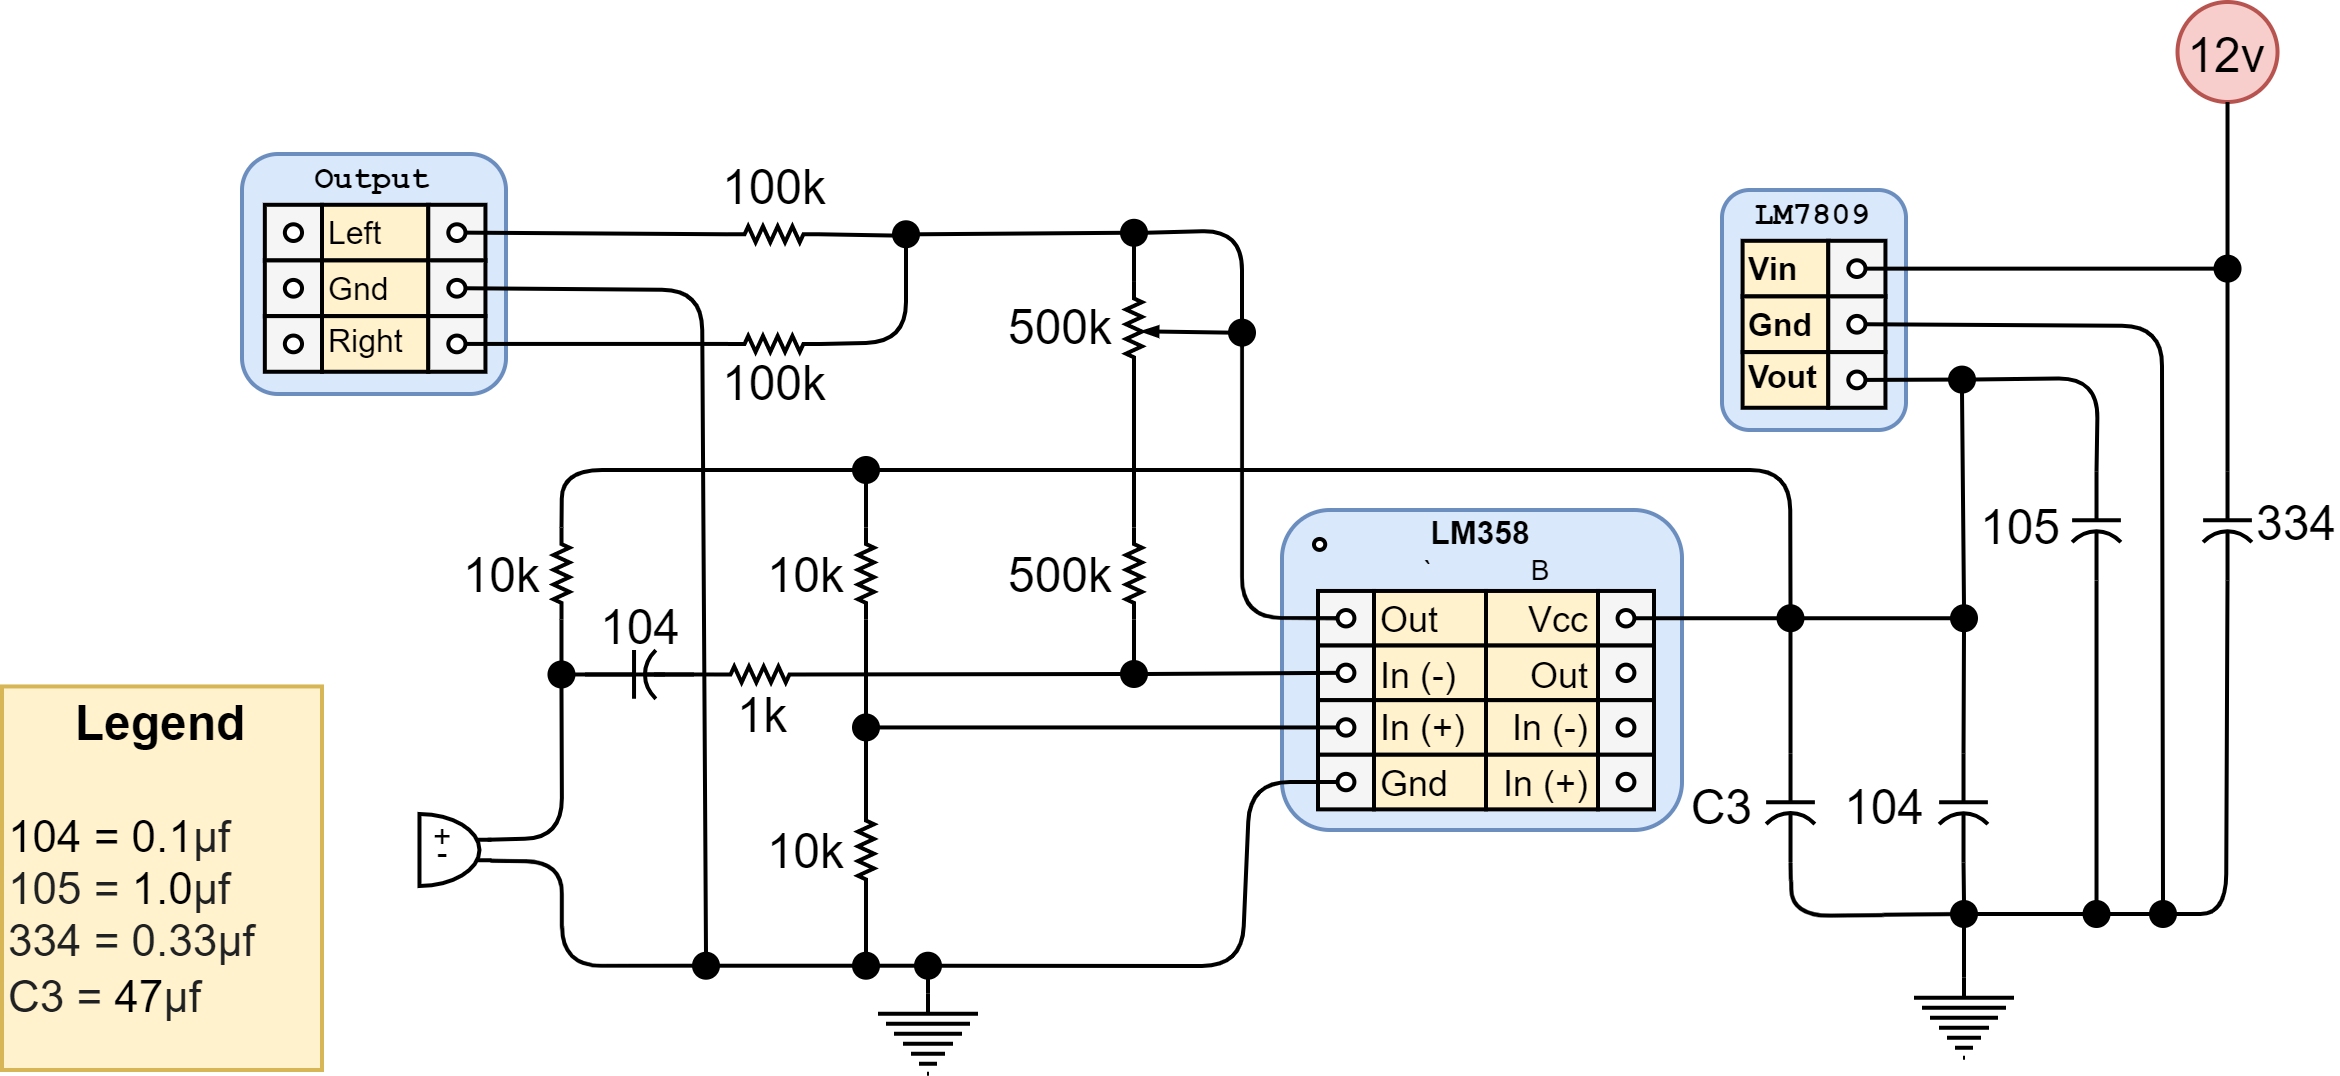 12v
Output
Left
Gnd
Right
100k
100k
500k
LM7809
Vin
Gnd
Vout
10k
10k
500k
104
1k
10k
LM358
` B
Out Vcc
In (-) Out
In (+) In (-)
Gnd In (+)
105
334
C3
104
+
-
Legend
104 = 0.1µf
105 = 1.0µf
334 = 0.33µf
C3 = 47µf